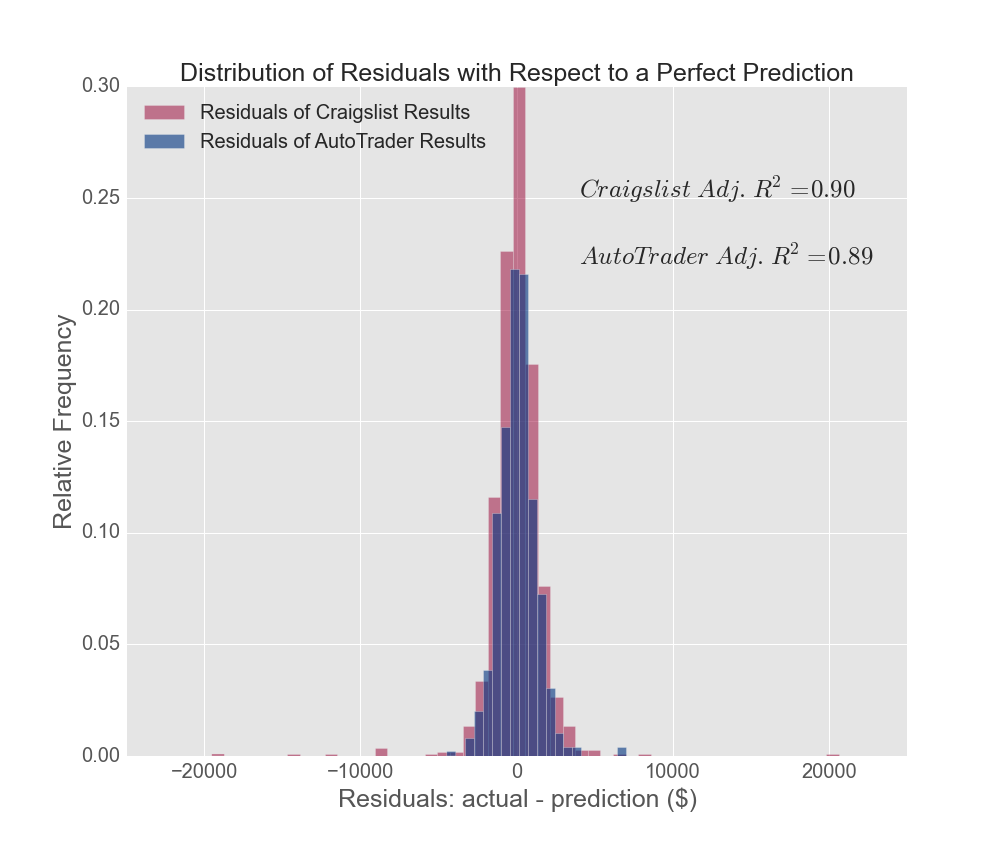 Distribution of Residuals with Respect to a Perfect Prediction
0.30
Residuals of Craigslist Results
Residuals of AutoTrader Results
Craigslist Adj. R² =0.90
0.25
AutoTrader Adj. R² =0.89
0.20
0.15
0.10
0.05
0.00
Relative Frequency
−20000 −10000 0 10000 20000
Residuals: actual - prediction ($)